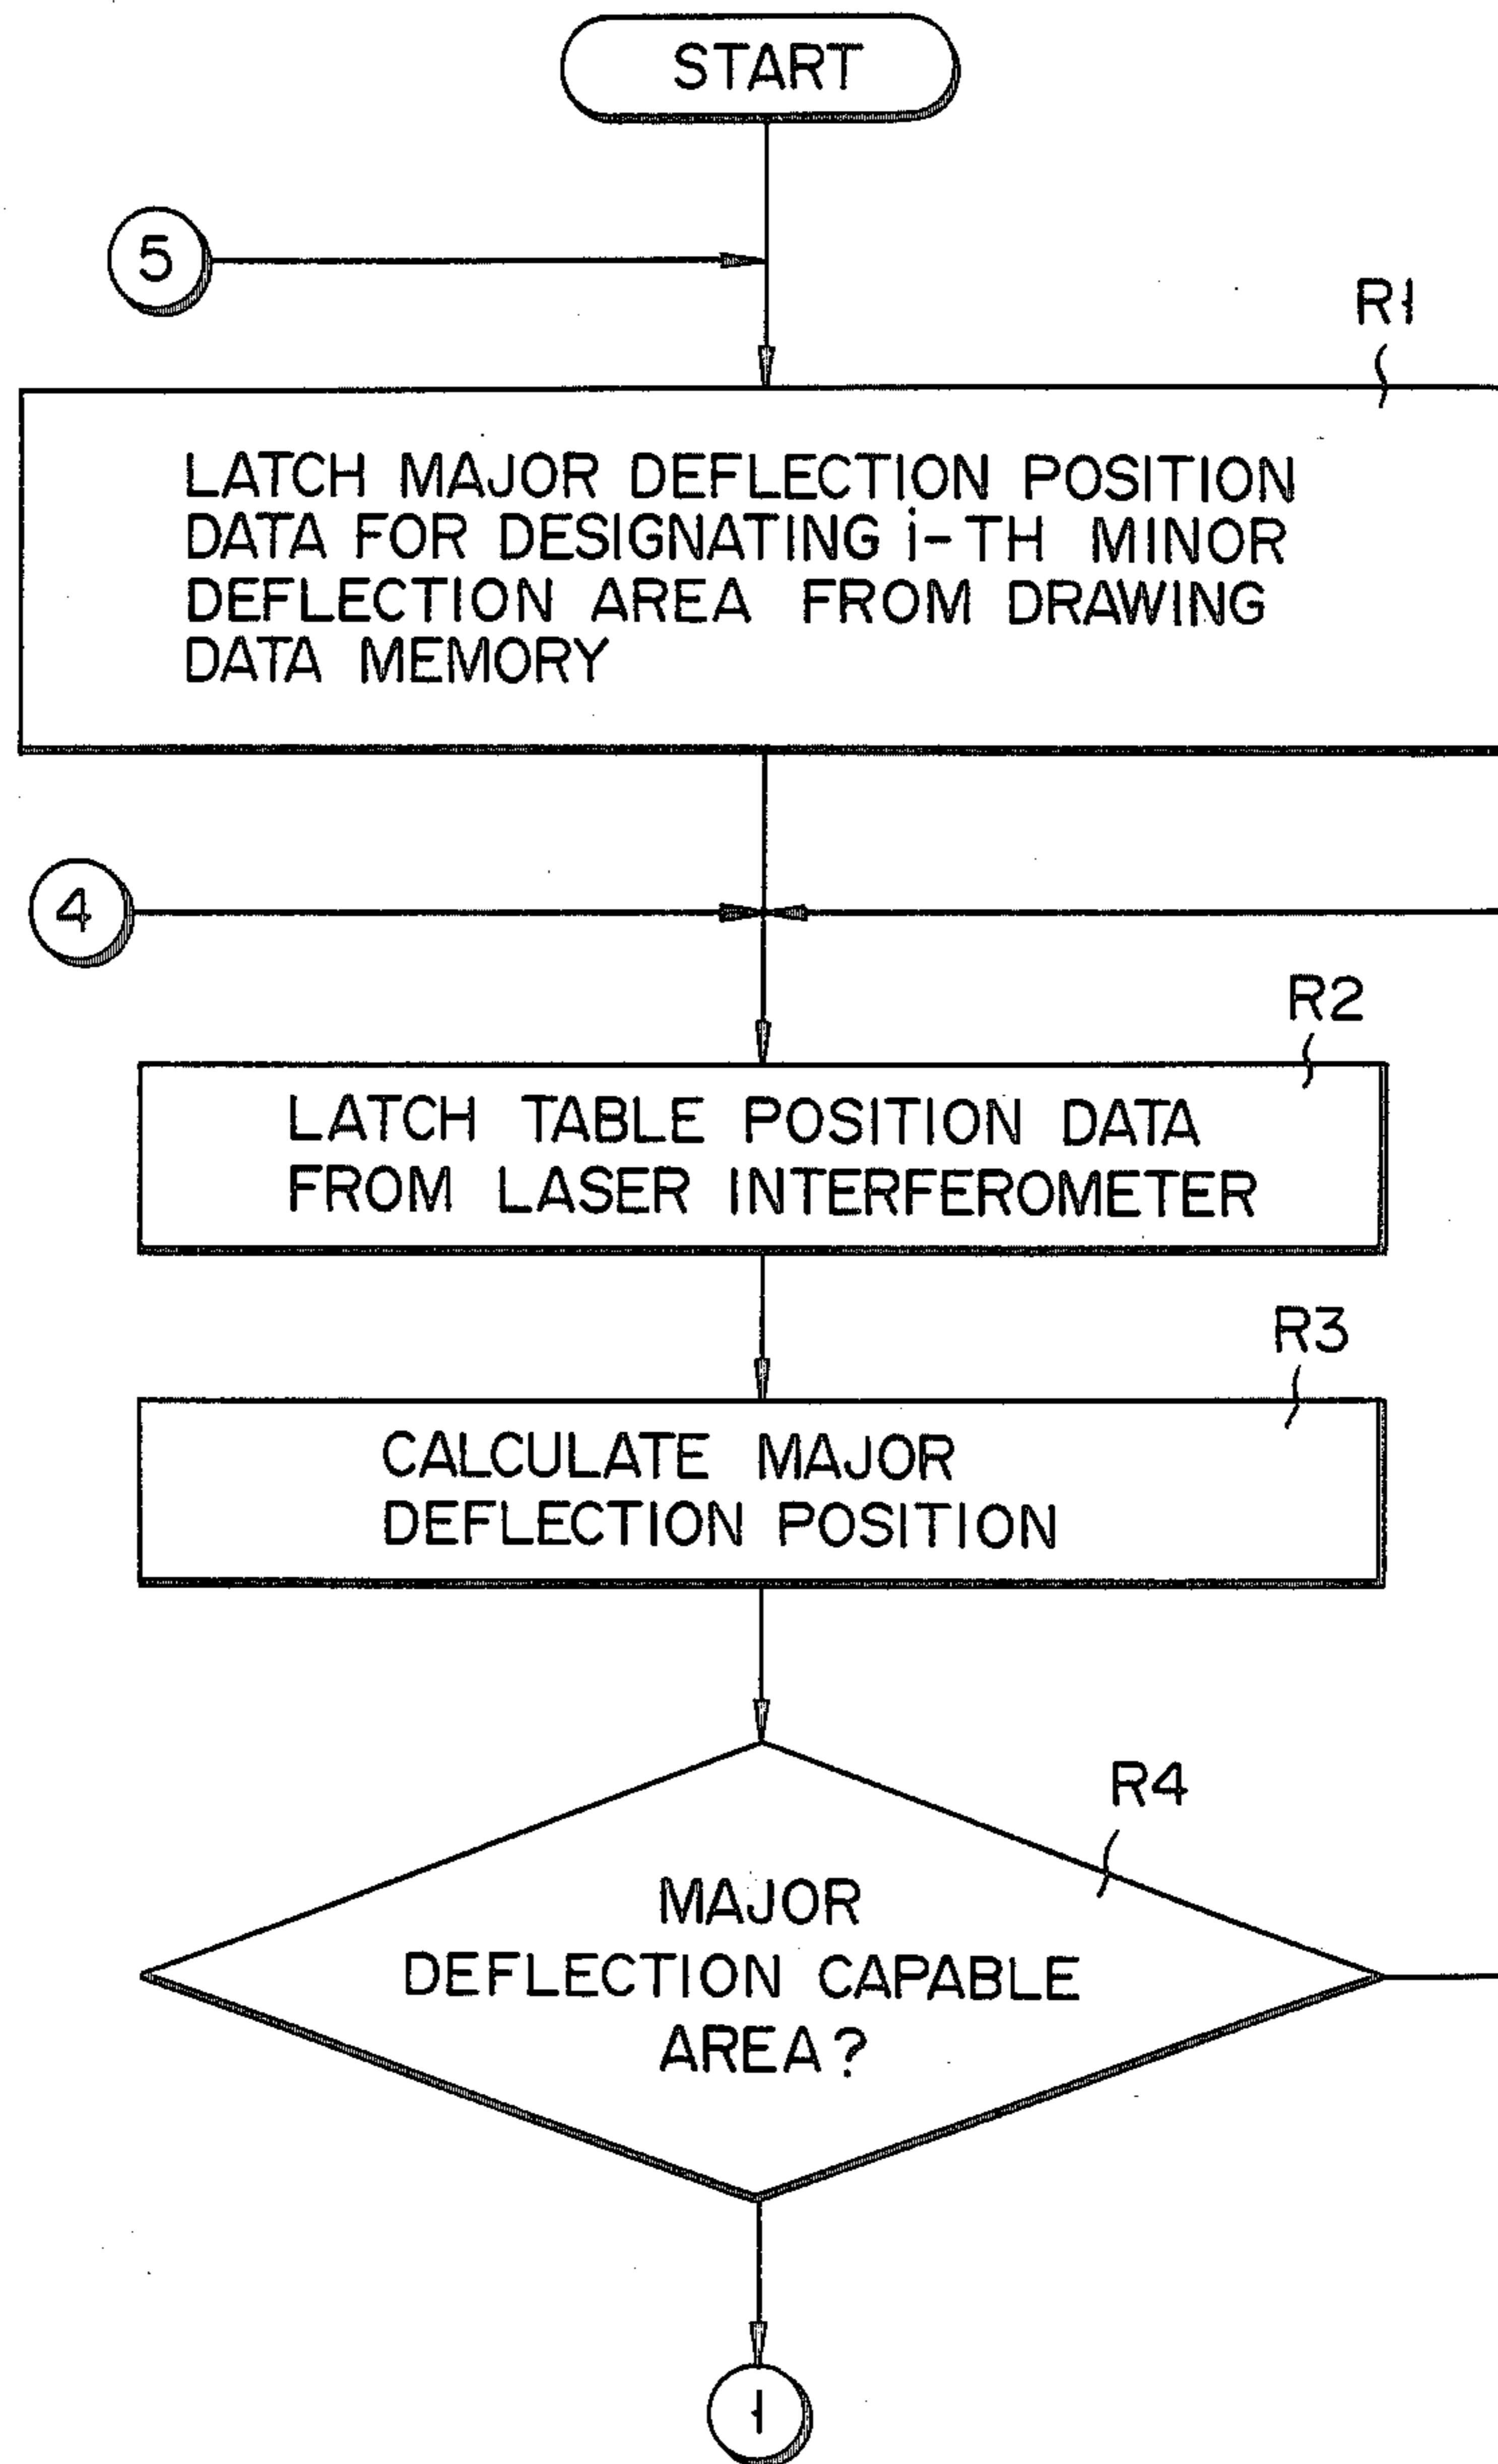 START
5
R1
LATCH MAJOR DEFLECTION POSITION
DATA FOR DESIGNATING i-TH MINOR
DEFLECTION AREA FROM DRAWING
DATA MEMORY
4
R2
LATCH TABLE POSITION DATA
FROM LASER INTERFEROMETER
R3
CALCULATE MAJOR
DEFLECTION POSITION
R4
MAJOR
DEFLECTION CAPABLE
AREA?
1